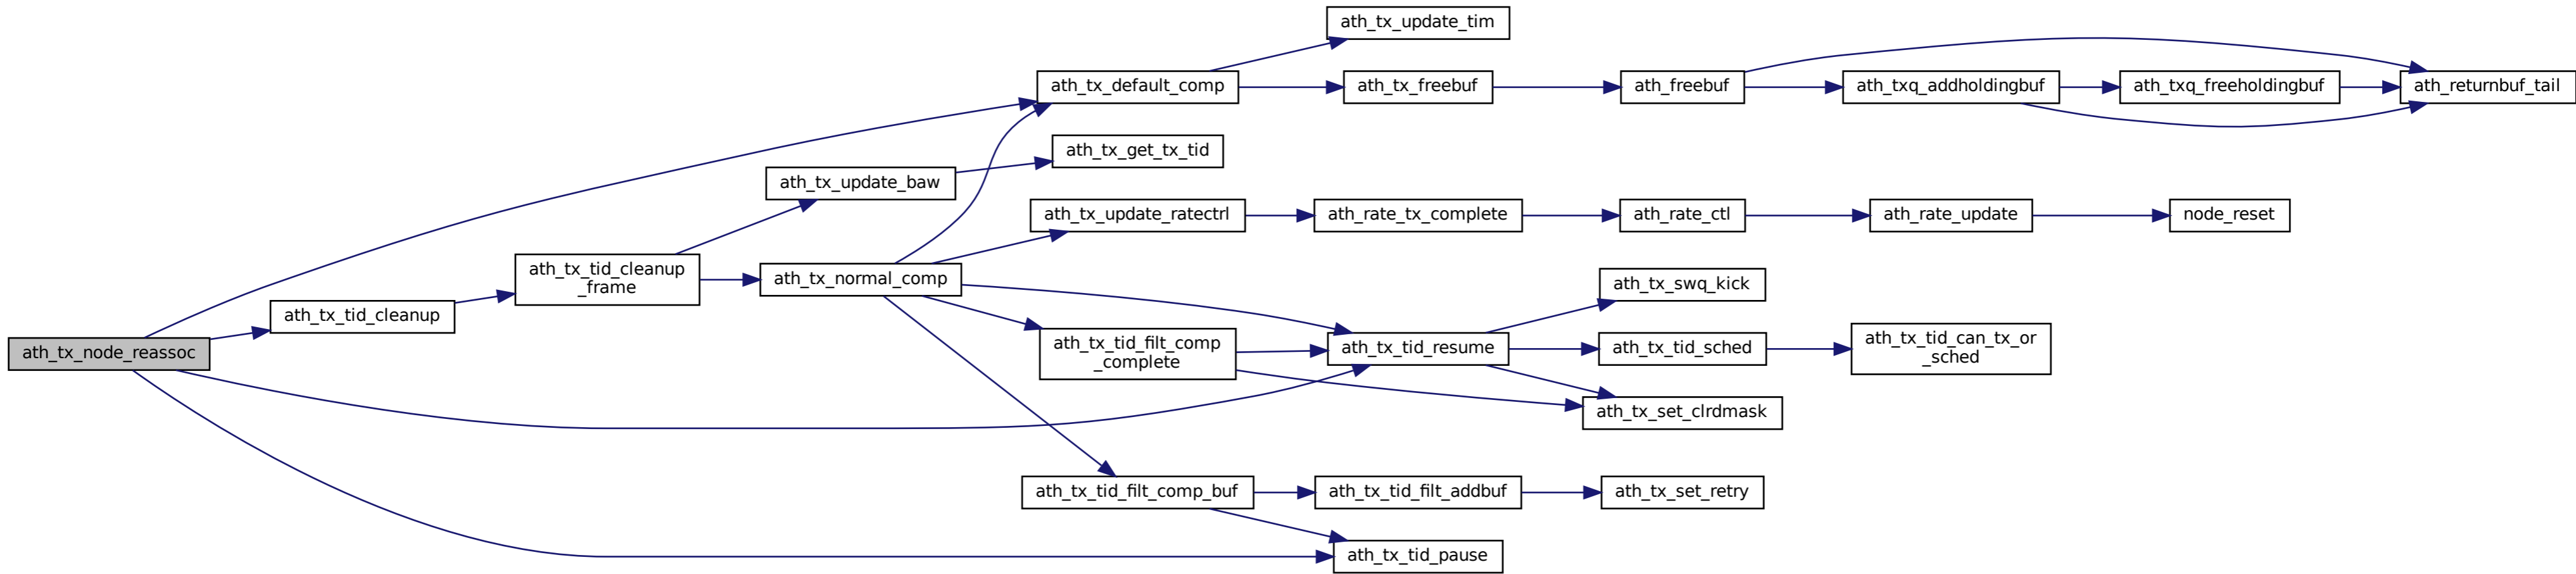 ath_tx_node_reassoc
ath_tx_tid_cleanup
ath_tx_tid_cleanup
_frame
ath_tx_update_baw
ath_tx_normal_comp
ath_tx_default_comp
ath_tx_get_tx_tid
ath_tx_update_ratectrl
ath_tx_tid_filt_comp
_complete
ath_tx_tid_filt_comp_buf
ath_tx_update_tim
ath_tx_freebuf
ath_rate_tx_complete
ath_tx_tid_resume
ath_tx_tid_filt_addbuf
ath_tx_tid_pause
ath_freebuf
ath_rate_ctl
ath_tx_swq_kick
ath_tx_tid_sched
ath_tx_set_clrdmask
ath_tx_set_retry
ath_txq_addholdingbuf
ath_rate_update
ath_tx_tid_can_tx_or
_sched
ath_txq_freeholdingbuf
node_reset
ath_returnbuf_tail